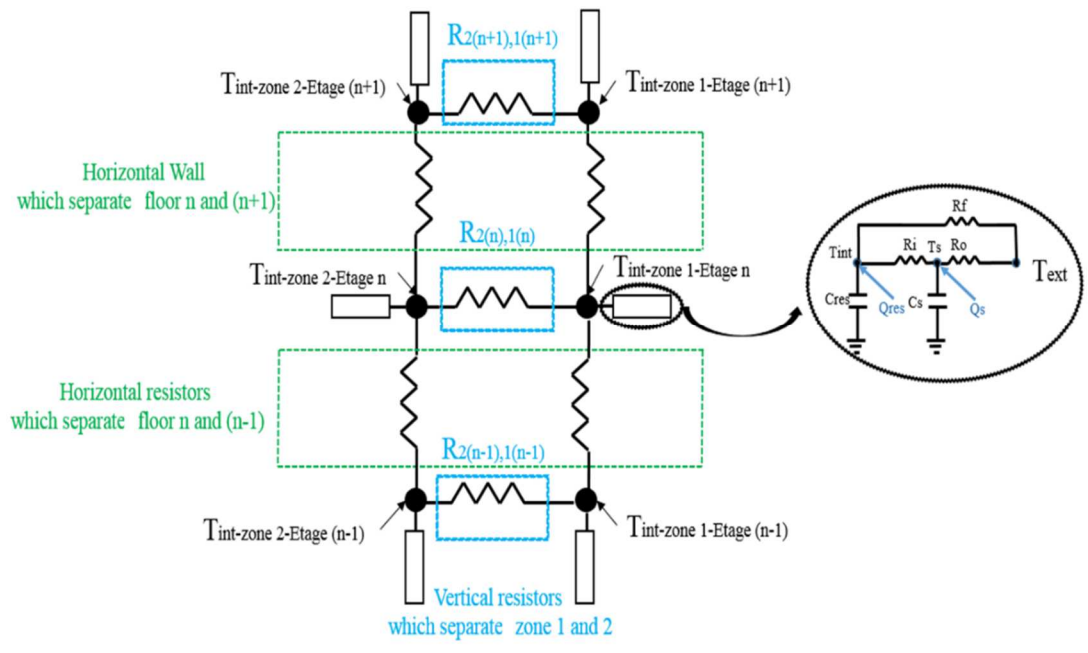 R2(n+1),1(n+1)
Tint-zone 2-Etage (n+1)
Tint-zone 1-Etage (n+1)
Horizontal Wall
which separate floor n and (n+1)
R2(n),1(n)
Tint-zone 2-Etage n
Tint-zone 1-Etage n
Rf
Tint
Ri
Ts
Ro
Text
Cres
Qres
Cs
Qs
Horizontal resistors
which separate floor n and (n-1)
R2(n-1),1(n-1)
Tint-zone 2-Etage (n-1)
Tint-zone 1-Etage (n-1)
Vertical resistors
which separate zone 1 and 2